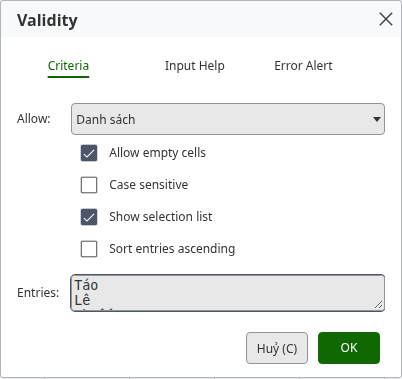 Validity
Criteria
Input Help
Error Alert
Allow:
Danh sách
Allow empty cells
Case sensitive
Show selection list
Sort entries ascending
Entries:
Táo
Lê
Huỷ (C)
OK